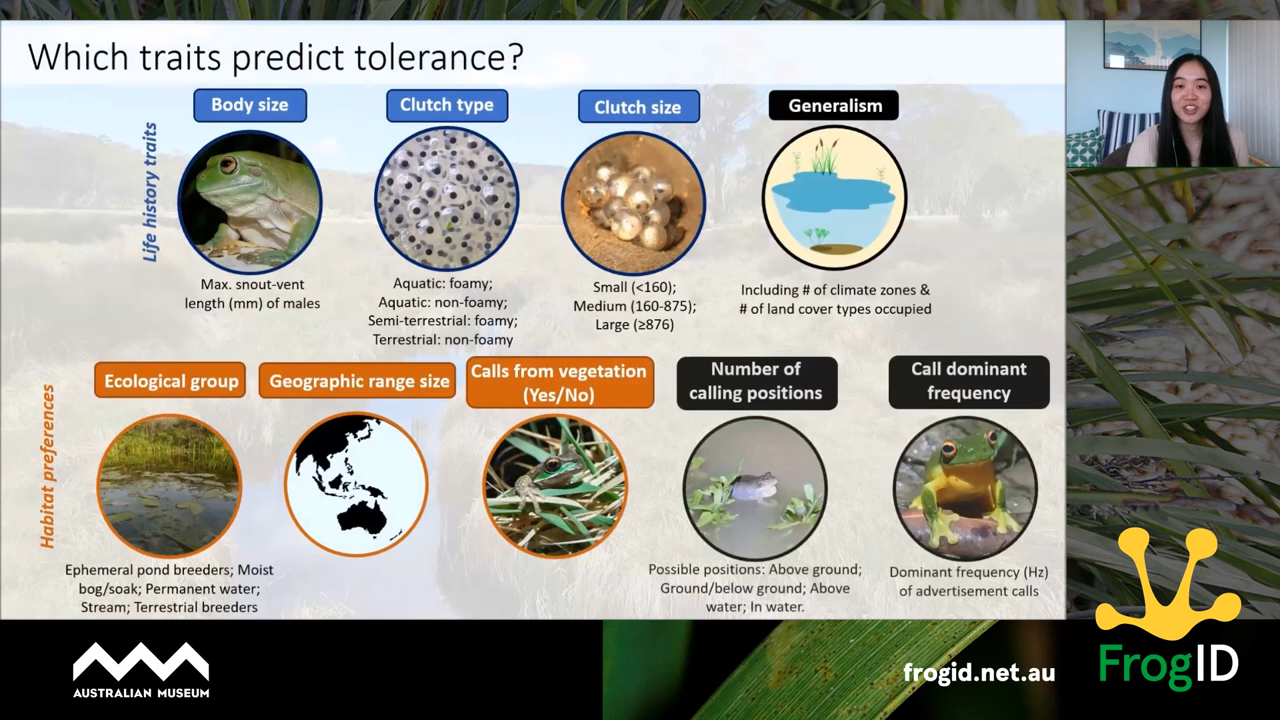 Which traits predict tolerance?
Life history traits
Body size
Max. snout-vent
length (mm) of males
Clutch type
Aquatic: foamy;
Aquatic: non-foamy;
Semi-terrestrial: foamy;
Terrestrial: non-foamy
Clutch size
Small (<160);
Medium (160-875);
Large (≥876)
Generalism
Including # of climate zones &
# of land cover types occupied
Habitat preferences
Ecological group
Ephemeral pond breeders; Moist
bog/soak; Permanent water;
Stream; Terrestrial breeders
Geographic range size
Calls from vegetation
(Yes/No)
Number of
calling positions
Possible positions: Above ground;
Ground/below ground; Above
water; In water.
Call dominant
frequency
Dominant frequency (Hz)
of advertisement calls
AUSTRALIAN MUSEUM
frogid.net.au
FrogID